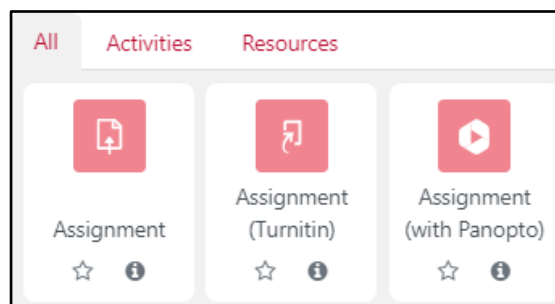 All Activities Resources
Assignment
Assignment
(Turnitin)
Assignment
(with Panopto)